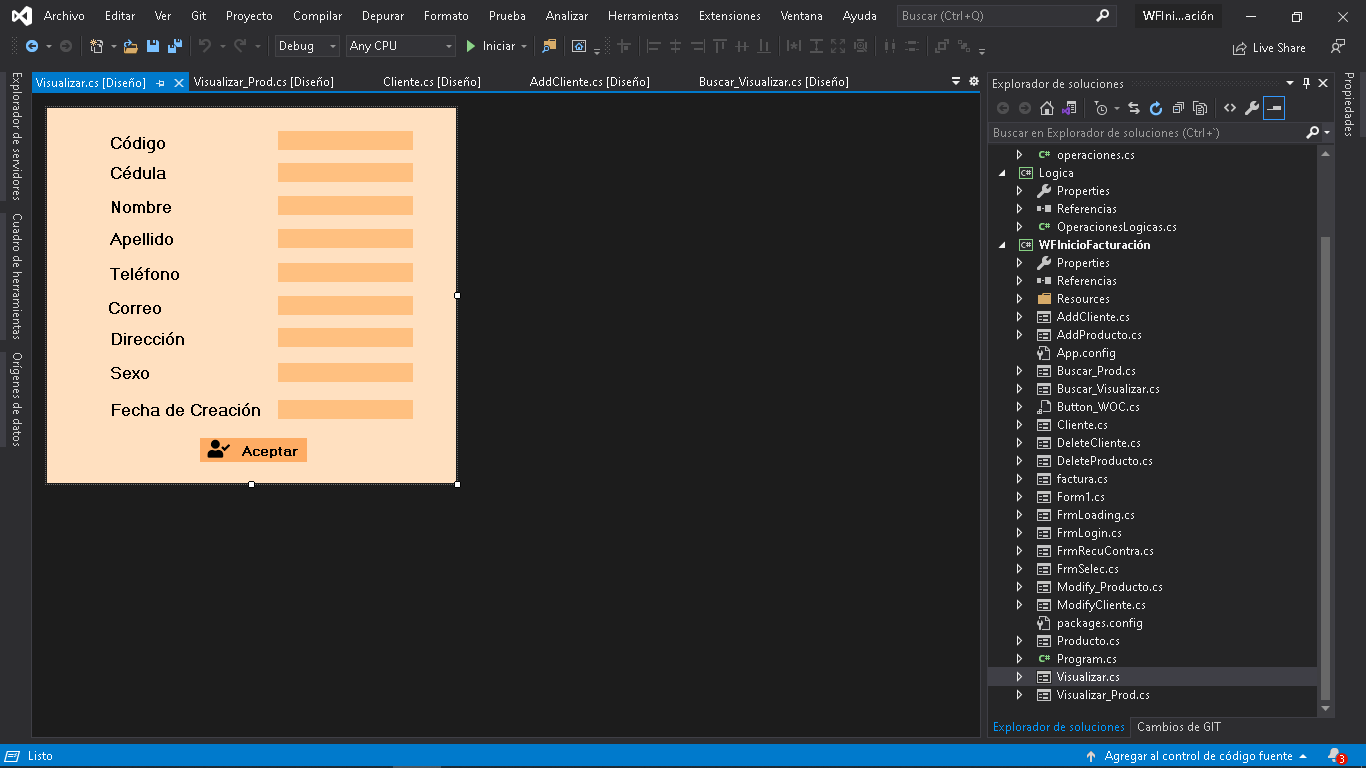 Archivo Editar Ver Git Proyecto Compilar Depurar Formato Prueba Analizar Herramientas Extensiones Ventana Ayuda Buscar (Ctrl+Q) WFIni...ación
Debug Any CPU Iniciar Live Share
Explorador de servidores
Cuadro de herramientas
Orígenes de datos
Visualizar.cs [Diseño] Visualizar_Prod.cs [Diseño] Cliente.cs [Diseño] AddCliente.cs [Diseño] Buscar_Visualizar.cs [Diseño]
Código
Cédula
Nombre
Apellido
Teléfono
Correo
Dirección
Sexo
Fecha de Creación
Aceptar
Explorador de soluciones
Buscar en Explorador de soluciones (Ctrl+`)
C# operaciones.cs
C# Logica
Properties
Referencias
C# OperacionesLogicas.cs
C# WFInicioFacturación
Properties
Referencias
Resources
AddCliente.cs
AddProducto.cs
App.config
Buscar_Prod.cs
Buscar_Visualizar.cs
Button_WOC.cs
Cliente.cs
DeleteCliente.cs
DeleteProducto.cs
factura.cs
Form1.cs
FrmLoading.cs
FrmLogin.cs
FrmRecuContra.cs
FrmSelec.cs
Modify_Producto.cs
ModifyCliente.cs
packages.config
Producto.cs
C# Program.cs
Visualizar.cs
Visualizar_Prod.cs
Explorador de soluciones Cambios de GIT
Propiedades
Listo Agregar al control de código fuente 3